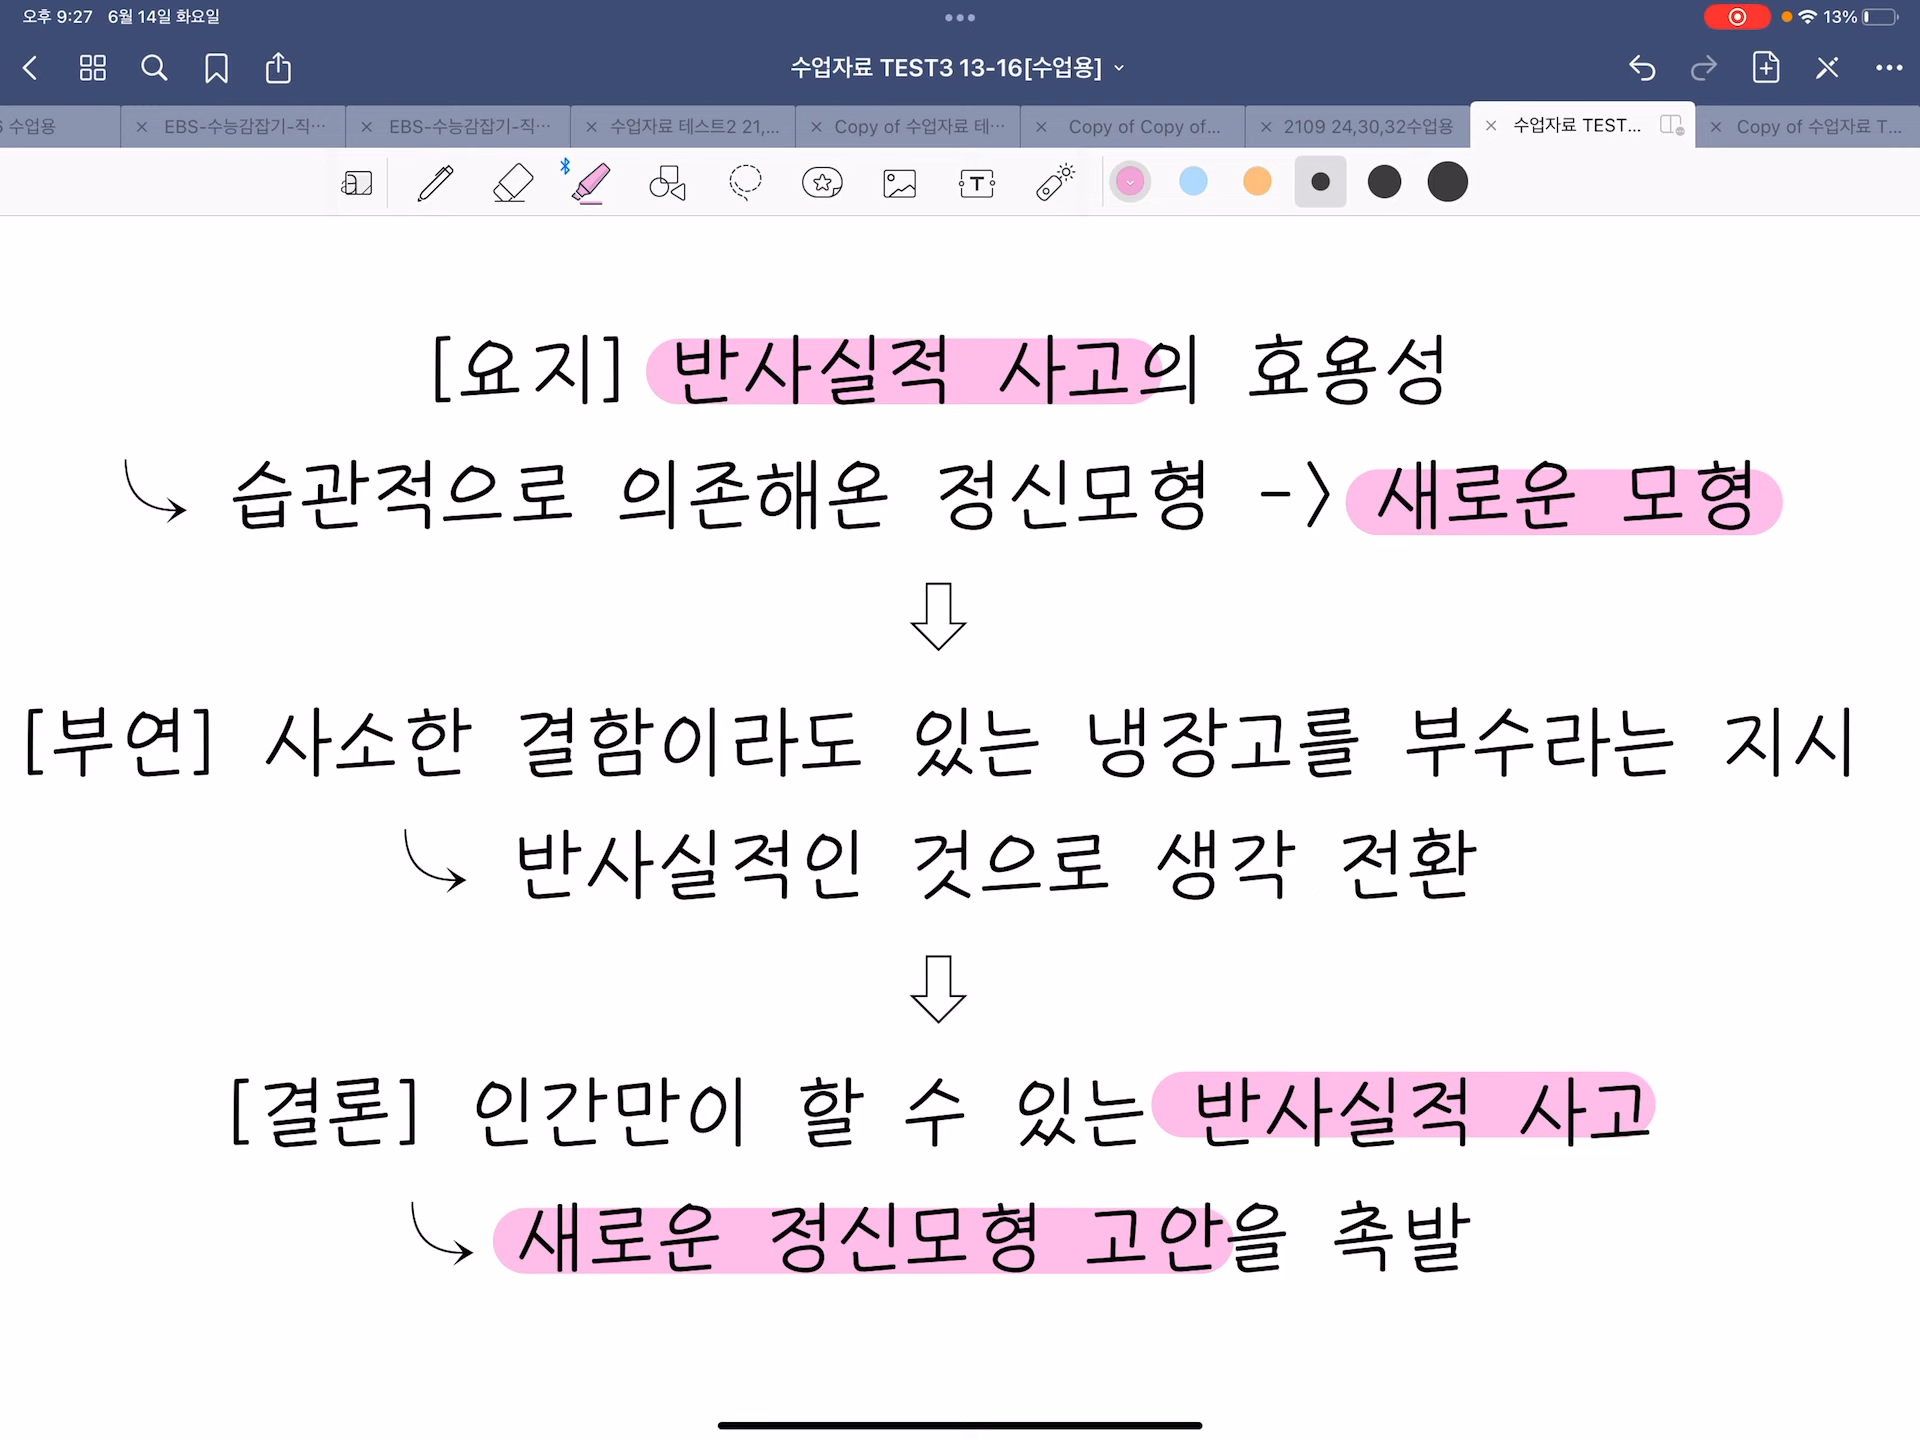 오후 9:27 6월 14일 화요일
13%
수업자료 TEST3 13-16[수업용]
수업용
EBS-수능감잡기-직…
EBS-수능감잡기-직…
수업자료 테스트2 21,...
Copy of 수업자료 테…
Copy of Copy of...
2109 24,30,32수업용
수업자료 TEST...
Copy of 수업자료 T...
[요지] 반사실적 사고의 효용성
습관적으로 의존해온 정신모형 -> 새로운 모형
[부연] 사소한 결함이라도 있는 냉장고를 부수라는 지시
반사실적인 것으로 생각 전환
[결론] 인간만이 할 수 있는 반사실적 사고
새로운 정신모형 고안을 촉발